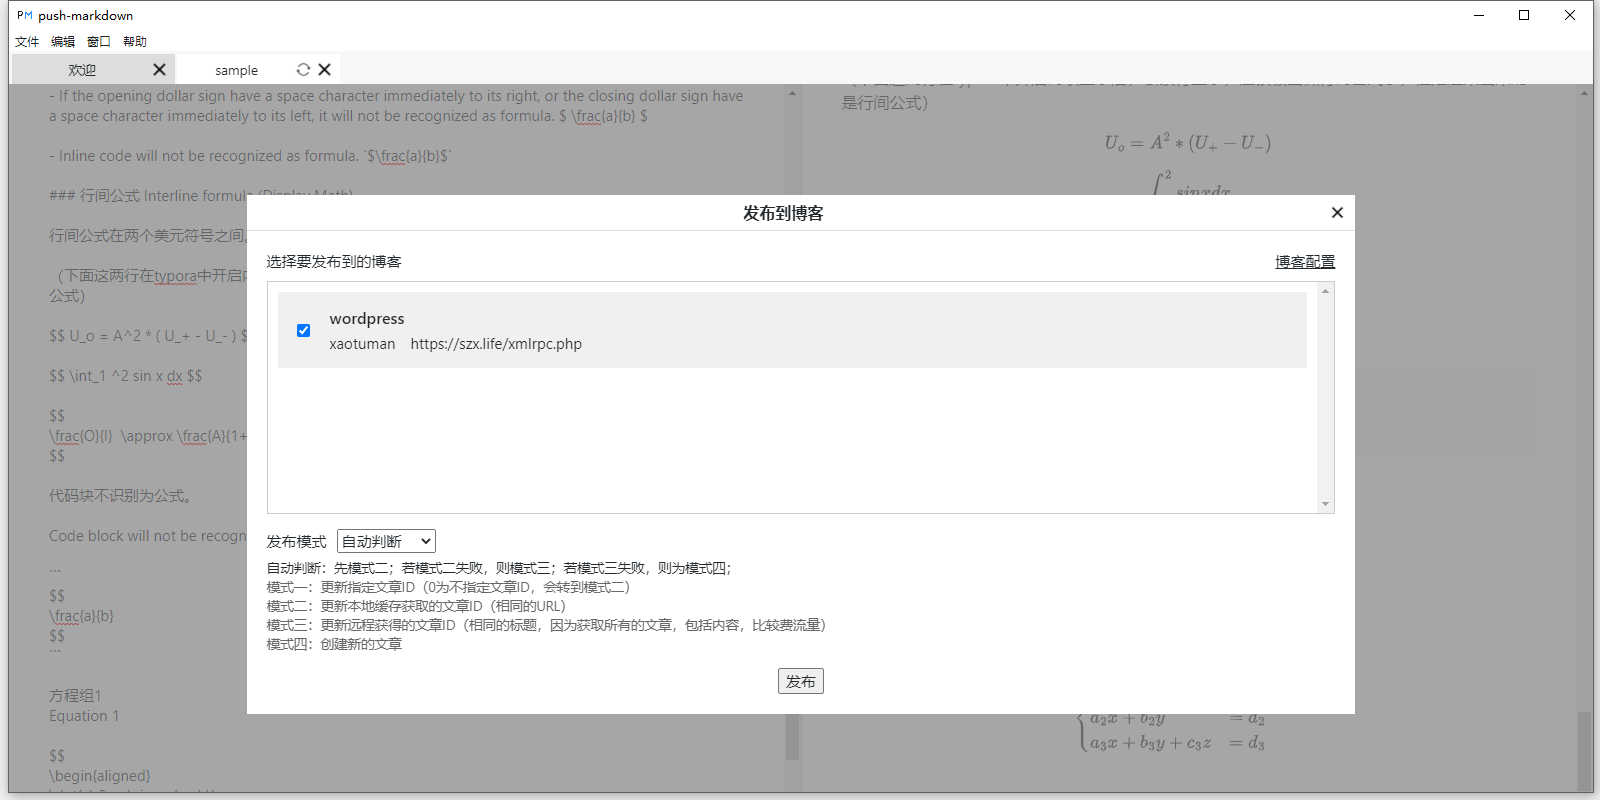 PM push-markdown
文件 编辑 窗口 帮助
欢迎 sample
- If the opening dollar sign have a space character immediately to its right, or the closing dollar sign have
a space character immediately to its left, it will not be recognized as formula. $ \frac{a}{b} $
- Inline code will not be recognized as formula. `$\frac{a}{b}$`
### 行间公式 Interline formula (Display Math)
行间公式在两个美元符号之间。
（下面这两行在typora中开启
公式）
$$ U_o = A^2 * ( U_+ - U_- ) $
$$ \int_1 ^2 sin x dx $$
$$
\frac{O}{I} \approx \frac{A}{1+
$$
代码块不识别为公式。
Code block will not be recogn
```
$$
\frac{a}{b}
$$
```
方程组1
Equation 1
$$
\begin{aligned}
是行间公式）
U_o = A^2 * (U_+ − U_−)
∫^2 sinxdx
发布到博客
选择要发布到的博客 博客配置
wordpress
xaotuman https://szx.life/xmlrpc.php
发布模式 自动判断
自动判断：先模式二；若模式二失败，则模式三；若模式三失败，则为模式四；
模式一：更新指定文章ID（0为不指定文章ID，会转到模式二）
模式二：更新本地缓存获取的文章ID（相同的URL）
模式三：更新远程获得的文章ID（相同的标题，因为获取所有的文章，包括内容，比较费流量）
模式四：创建新的文章
发布
a_2x + b_2y = d_2
a_3x + b_3y + c_3z = d_3